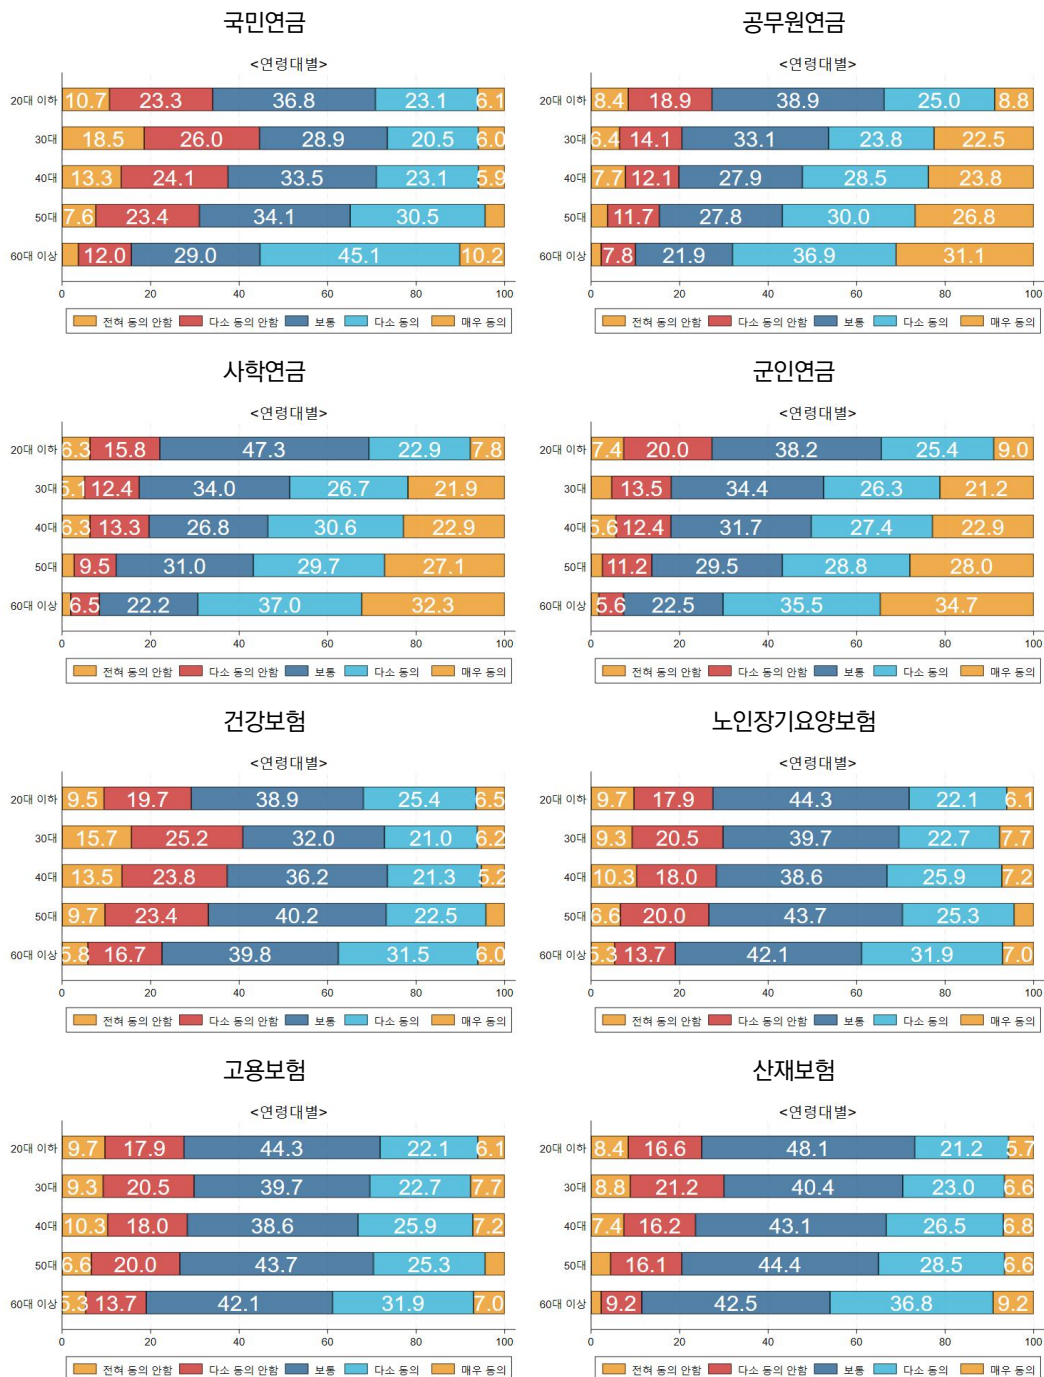 국민연금
<연령대별>
20대 이하 10.7 23.3 36.8 23.1 6.1
30대 18.5 26.0 28.9 20.5 6.0
40대 13.3 24.1 33.5 23.1 5.9
50대 7.6 23.4 34.1 30.5
60대 이상 12.0 29.0 45.1 10.2
0 20 40 60 80 100
전혀 동의 안함 다소 동의 안함 보통 다소 동의 매우 동의
공무원연금
<연령대별>
20대 이하 8.4 18.9 38.9 25.0 8.8
30대 6.4 14.1 33.1 23.8 22.5
40대 7.7 12.1 27.9 28.5 23.8
50대 11.7 27.8 30.0 26.8
60대 이상 7.8 21.9 36.9 31.1
0 20 40 60 80 100
전혀 동의 안함 다소 동의 안함 보통 다소 동의 매우 동의
사학연금
<연령대별>
20대 이하 6.3 15.8 47.3 22.9 7.8
30대 5.1 12.4 34.0 26.7 21.9
40대 6.3 13.3 26.8 30.6 22.9
50대 9.5 31.0 29.7 27.1
60대 이상 6.5 22.2 37.0 32.3
0 20 40 60 80 100
전혀 동의 안함 다소 동의 안함 보통 다소 동의 매우 동의
군인연금
<연령대별>
20대 이하 7.4 20.0 38.2 25.4 9.0
30대 13.5 34.4 26.3 21.2
40대 5.6 12.4 31.7 27.4 22.9
50대 11.2 29.5 28.8 28.0
60대 이상 5.6 22.5 35.5 34.7
0 20 40 60 80 100
전혀 동의 안함 다소 동의 안함 보통 다소 동의 매우 동의
건강보험
<연령대별>
20대 이하 9.5 19.7 38.9 25.4 6.5
30대 15.7 25.2 32.0 21.0 6.2
40대 13.5 23.8 36.2 21.3 5.2
50대 9.7 23.4 40.2 22.5
60대 이상 5.8 16.7 39.8 31.5 6.0
0 20 40 60 80 100
전혀 동의 안함 다소 동의 안함 보통 다소 동의 매우 동의
노인장기요양보험
<연령대별>
20대 이하 9.7 17.9 44.3 22.1 6.1
30대 9.3 20.5 39.7 22.7 7.7
40대 10.3 18.0 38.6 25.9 7.2
50대 6.6 20.0 43.7 25.3
60대 이상 5.3 13.7 42.1 31.9 7.0
0 20 40 60 80 100
전혀 동의 안함 다소 동의 안함 보통 다소 동의 매우 동의
고용보험
<연령대별>
20대 이하 9.7 17.9 44.3 22.1 6.1
30대 9.3 20.5 39.7 22.7 7.7
40대 10.3 18.0 38.6 25.9 7.2
50대 6.6 20.0 43.7 25.3
60대 이상 5.3 13.7 42.1 31.9 7.0
0 20 40 60 80 100
전혀 동의 안함 다소 동의 안함 보통 다소 동의 매우 동의
산재보험
<연령대별>
20대 이하 8.4 16.6 48.1 21.2 5.7
30대 8.8 21.2 40.4 23.0 6.6
40대 7.4 16.2 43.1 26.5 6.8
50대 16.1 44.4 28.5 6.6
60대 이상 9.2 42.5 36.8 9.2
0 20 40 60 80 100
전혀 동의 안함 다소 동의 안함 보통 다소 동의 매우 동의